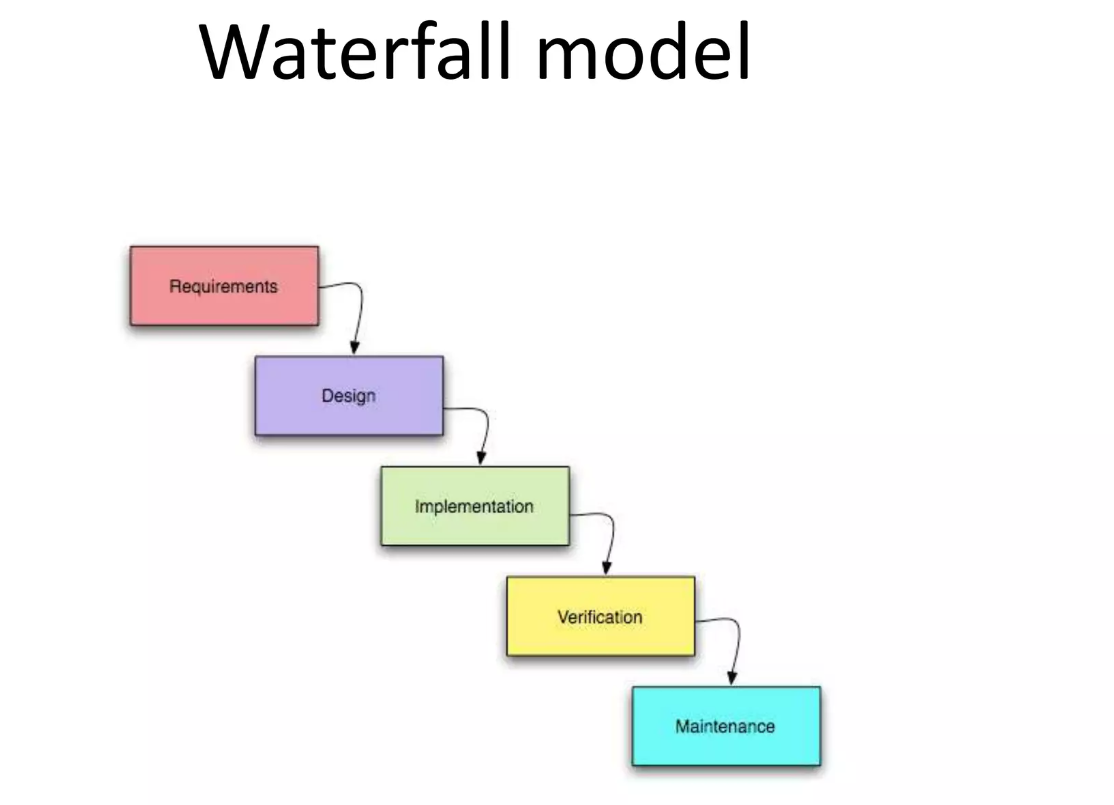 Waterfall model
Requirements
Design
Implementation
Verification
Maintenance